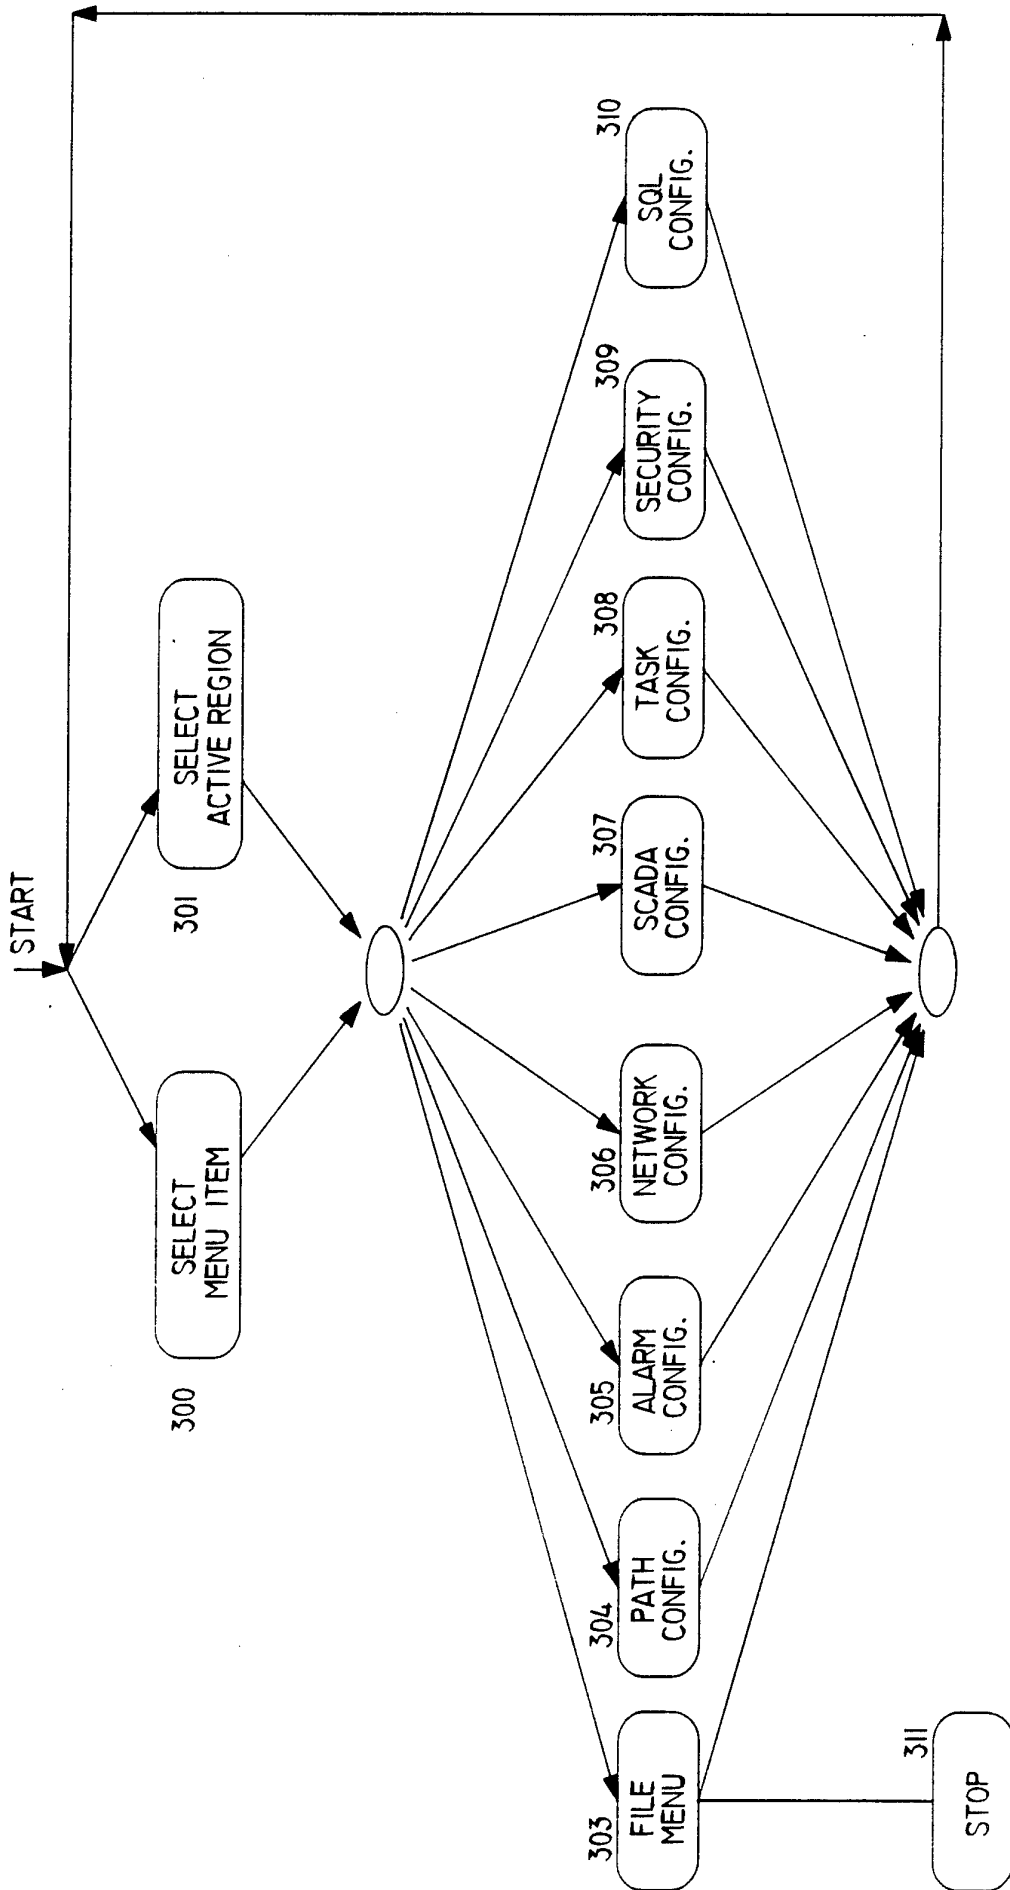 START
300
SELECT
MENU ITEM
301
SELECT
ACTIVE REGION
303
FILE
MENU
304
PATH
CONFIG.
305
ALARM
CONFIG.
306
NETWORK
CONFIG.
307
SCADA
CONFIG.
308
TASK
CONFIG.
309
SECURITY
CONFIG.
310
SQL
CONFIG.
311
STOP